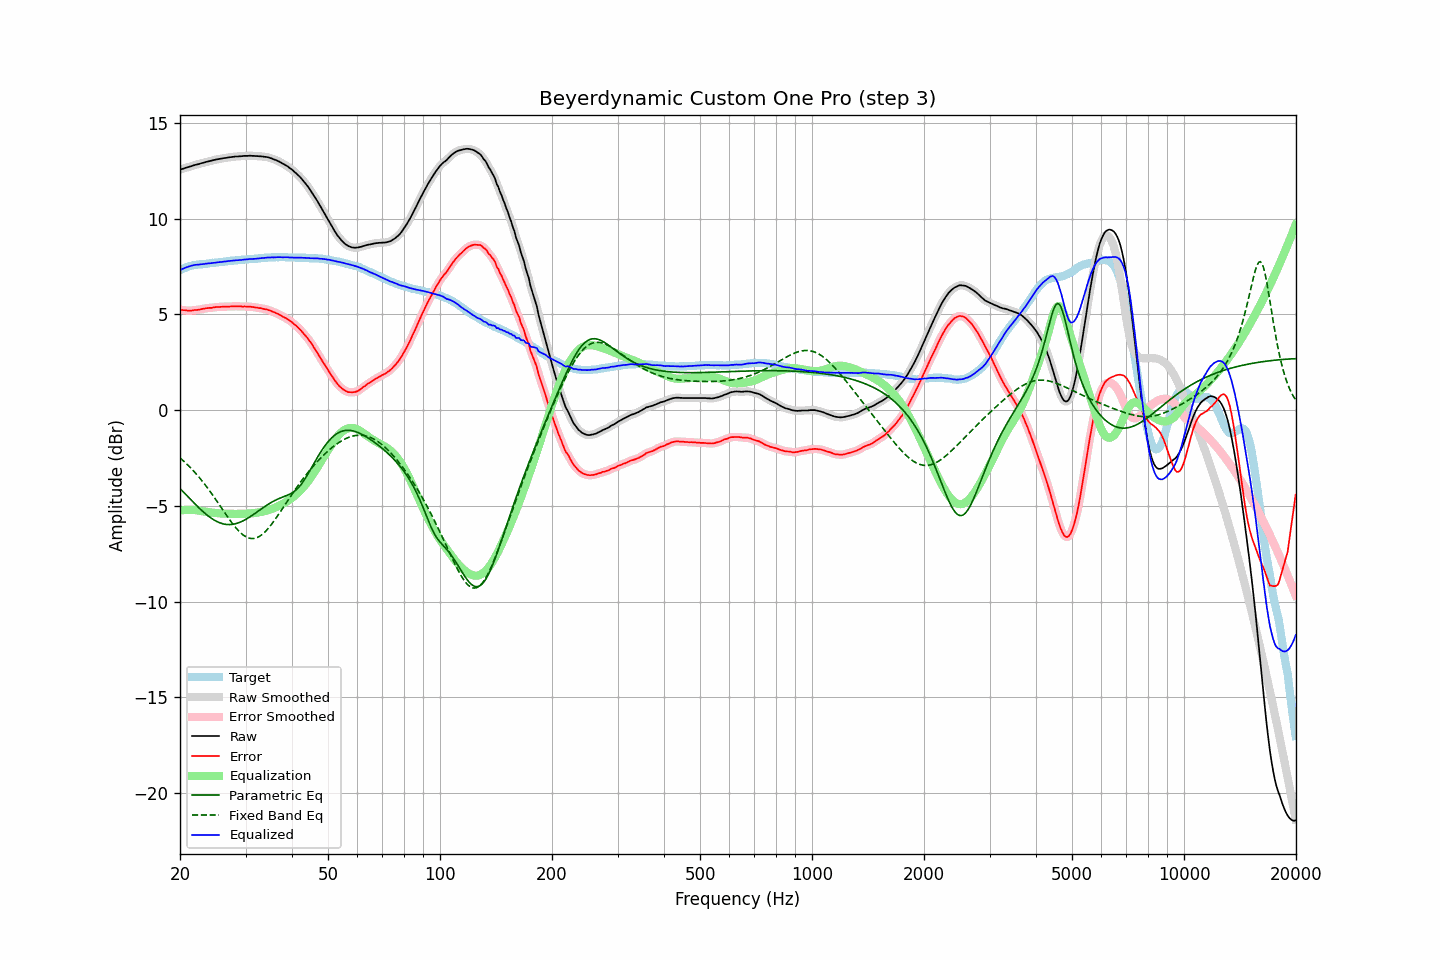 Beyerdynamic Custom One Pro (step 3)
15
10
5
0
−5
−10
−15
−20
Amplitude (dBr)
Target
Raw Smoothed
Error Smoothed
Raw
Error
Equalization
Parametric Eq
Fixed Band Eq
Equalized
20 50 100 200 500 1000 2000 5000 10000 20000
Frequency (Hz)